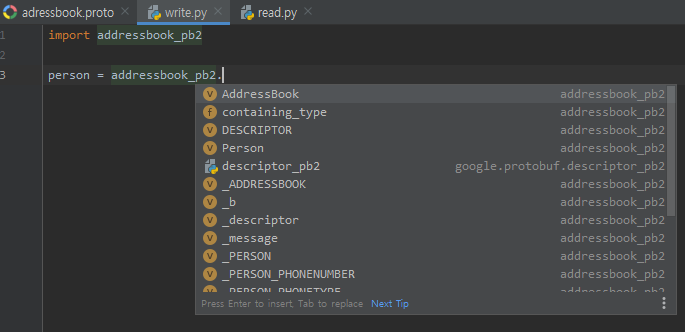 adressbook.proto write.py read.py
1 import addressbook_pb2
2
3 person = addressbook_pb2.
V AddressBook addressbook_pb2
f containing_type addressbook_pb2
V DESCRIPTOR addressbook_pb2
V Person addressbook_pb2
descriptor_pb2 google.protobuf.descriptor_pb2
V _ADDRESSBOOK addressbook_pb2
V _b addressbook_pb2
V _descriptor addressbook_pb2
V _message addressbook_pb2
V _PERSON addressbook_pb2
V _PERSON_PHONENUMBER addressbook_pb2
V _PERSON_PHONETYPE addressbook_pb2
Press Enter to insert, Tab to replace Next Tip